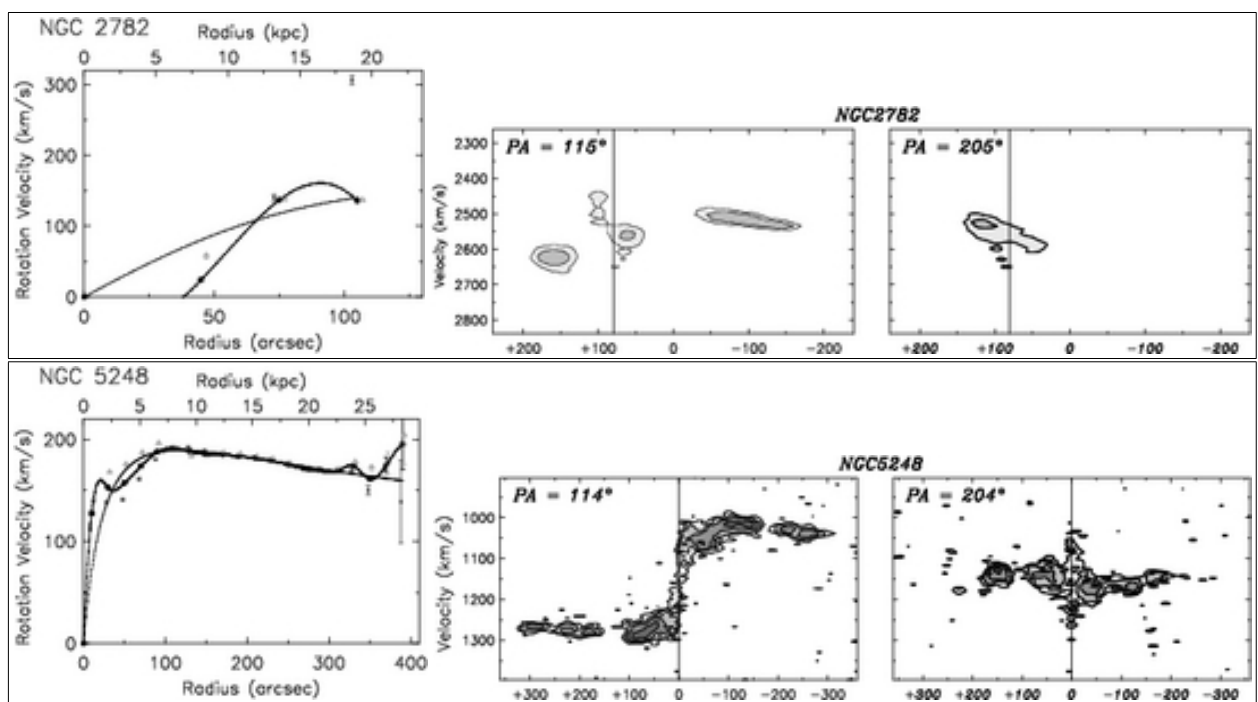 NGC 2782
Radius (kpc)
0 5 10 15 20
Rotation Velocity (km/s)
300
200
100
0
0 50 100
Radius (arcsec)
NGC2782
PA = 115°
PA = 205°
Velocity (km/s)
2300
2400
2500
2600
2700
2800
+200 +100 0 -100 -200
+200 +100 0 -100 -200
NGC 5248
Radius (kpc)
0 5 10 15 20 25
Rotation Velocity (km/s)
200
100
0
0 100 200 300 400
Radius (arcsec)
NGC5248
PA = 114°
PA = 204°
Velocity (km/s)
1000
1100
1200
1300
+300 +200 +100 0 -100 -200 -300
+300 +200 +100 0 -100 -200 -300